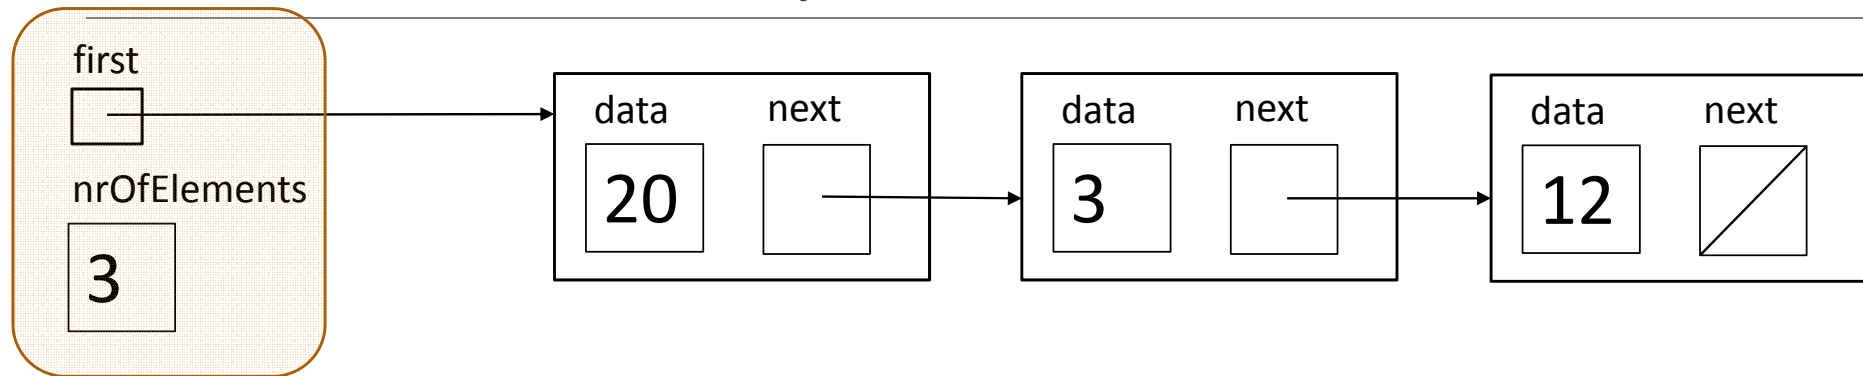 first
data next data next data next
nrOfElements
20 3 12
3